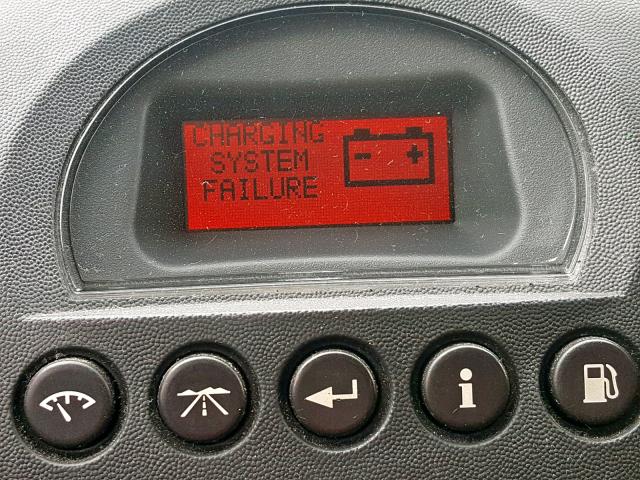 CHARGING
SYSTEM
FAILURE
- +
i